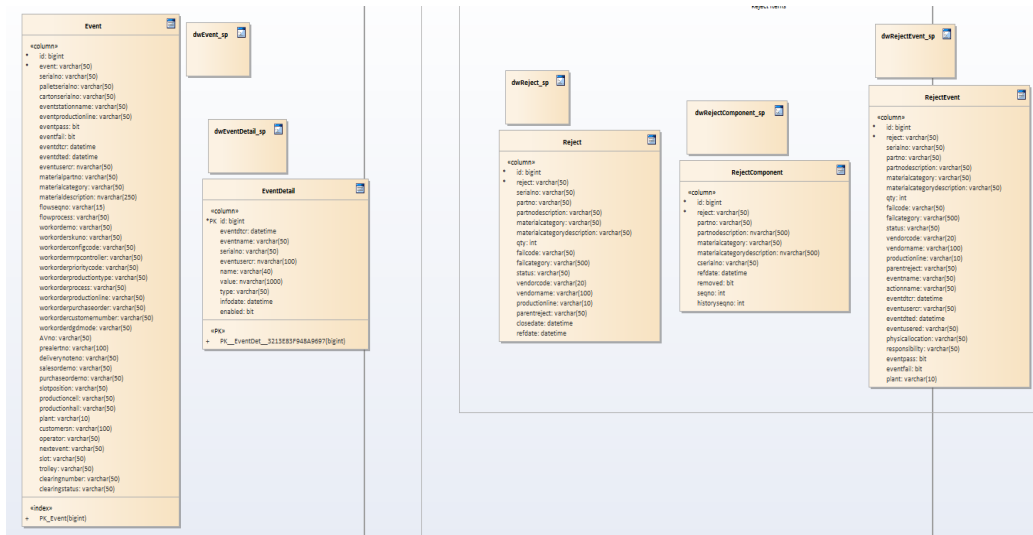 Event
«column»
* id: bigint
* event: varchar(50)
serialno: varchar(50)
palletserialno: varchar(50)
cartonserialno: varchar(50)
eventstationname: varchar(50)
eventproductionline: varchar(50)
eventpass: bit
eventfail: bit
eventdtcr: datetime
eventdted: datetime
eventusercr: nvarchar(50)
materialpartno: varchar(50)
materialcategory: varchar(50)
materialdescription: nvarchar(250)
flowseqno: varchar(15)
flowprocess: varchar(50)
workorderno: varchar(50)
workorderskuno: varchar(50)
workorderconfigcode: varchar(50)
workordermrpcontroller: varchar(50)
workorderprioritycode: varchar(50)
workorderproductiontype: varchar(50)
workorderprocess: varchar(50)
workorderproductionline: varchar(50)
workorderpurchaseorder: varchar(50)
workordercustomernumber: varchar(50)
workorderdgdmode: varchar(50)
AVno: varchar(50)
prealertno: varchar(100)
deliverynoteno: varchar(50)
salesorderno: varchar(50)
purchaseorderno: varchar(50)
slotposition: varchar(50)
productioncell: varchar(50)
productionhall: varchar(50)
plant: varchar(10)
customersn: varchar(100)
operator: varchar(50)
nextevent: varchar(50)
slot: varchar(50)
trolley: varchar(50)
clearingnumber: varchar(50)
clearingstatus: varchar(50)
«index»
+ PK_Event(bigint)
dwEvent_sp
dwEventDetail_sp
EventDetail
«column»
*PK id: bigint
eventdtcr: datetime
eventname: varchar(50)
serialno: varchar(50)
eventusercr: nvarchar(100)
name: varchar(40)
value: nvarchar(1000)
type: varchar(50)
infodate: datetime
enabled: bit
«PK»
+ PK__EventDet__3213E83F948A9697(bigint)
Reject Items
dwReject_sp
Reject
«column»
* id: bigint
* reject: varchar(50)
serialno: varchar(50)
partno: varchar(50)
partnodescription: varchar(50)
materialcategory: varchar(50)
materialcategorydescription: varchar(50)
qty: int
failcode: varchar(50)
failcategory: varchar(500)
status: varchar(50)
vendorcode: varchar(20)
vendorname: varchar(100)
productionline: varchar(10)
parentreject: varchar(50)
closedate: datetime
refdate: datetime
dwRejectComponent_sp
RejectComponent
«column»
* id: bigint
* reject: varchar(50)
partno: varchar(50)
partnodescription: nvarchar(500)
materialcategory: varchar(50)
materialcategorydescription: nvarchar(500)
cserialno: varchar(50)
refdate: datetime
removed: bit
seqno: int
historyseqno: int
dwRejectEvent_sp
RejectEvent
«column»
* id: bigint
* reject: varchar(50)
serialno: varchar(50)
partno: varchar(50)
partnodescription: varchar(50)
materialcategory: varchar(50)
materialcategorydescription: varchar(50)
qty: int
failcode: varchar(50)
failcategory: varchar(500)
status: varchar(50)
vendorcode: varchar(20)
vendorname: varchar(100)
productionline: varchar(10)
parentreject: varchar(50)
eventname: varchar(50)
actionname: varchar(50)
eventdtcr: datetime
eventusercr: varchar(50)
eventdted: datetime
eventusered: varchar(50)
physicallocation: varchar(50)
responsibility: varchar(50)
eventpass: bit
eventfail: bit
plant: varchar(10)